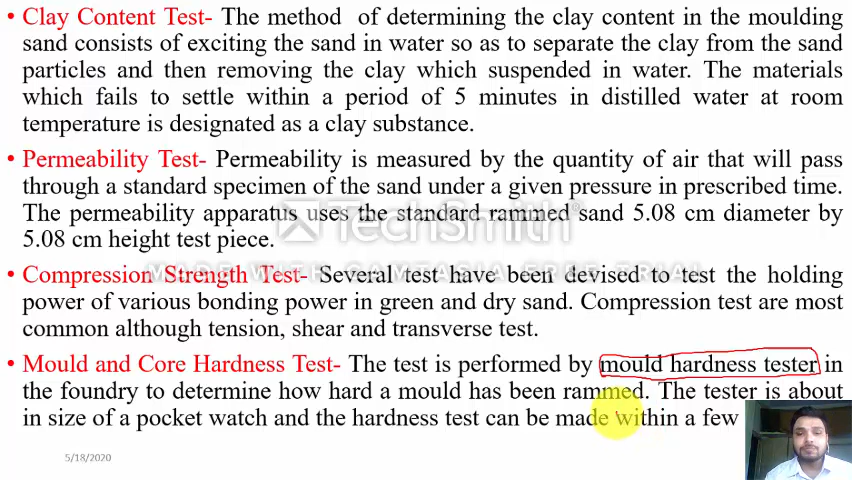 • Clay Content Test- The method of determining the clay content in the moulding
sand consists of exciting the sand in water so as to separate the clay from the sand
particles and then removing the clay which suspended in water. The materials
which fails to settle within a period of 5 minutes in distilled water at room
temperature is designated as a clay substance.
• Permeability Test- Permeability is measured by the quantity of air that will pass
through a standard specimen of the sand under a given pressure in prescribed time.
The permeability apparatus uses the standard rammed sand 5.08 cm diameter by
5.08 cm height test piece.
TechSmith®
MADE WITH CAMTASIA FREE TRIAL
• Compression Strength Test- Several test have been devised to test the holding
power of various bonding power in green and dry sand. Compression test are most
common although tension, shear and transverse test.
• Mould and Core Hardness Test- The test is performed by mould hardness tester in
the foundry to determine how hard a mould has been rammed. The tester is about
in size of a pocket watch and the hardness test can be made within a few
5/18/2020